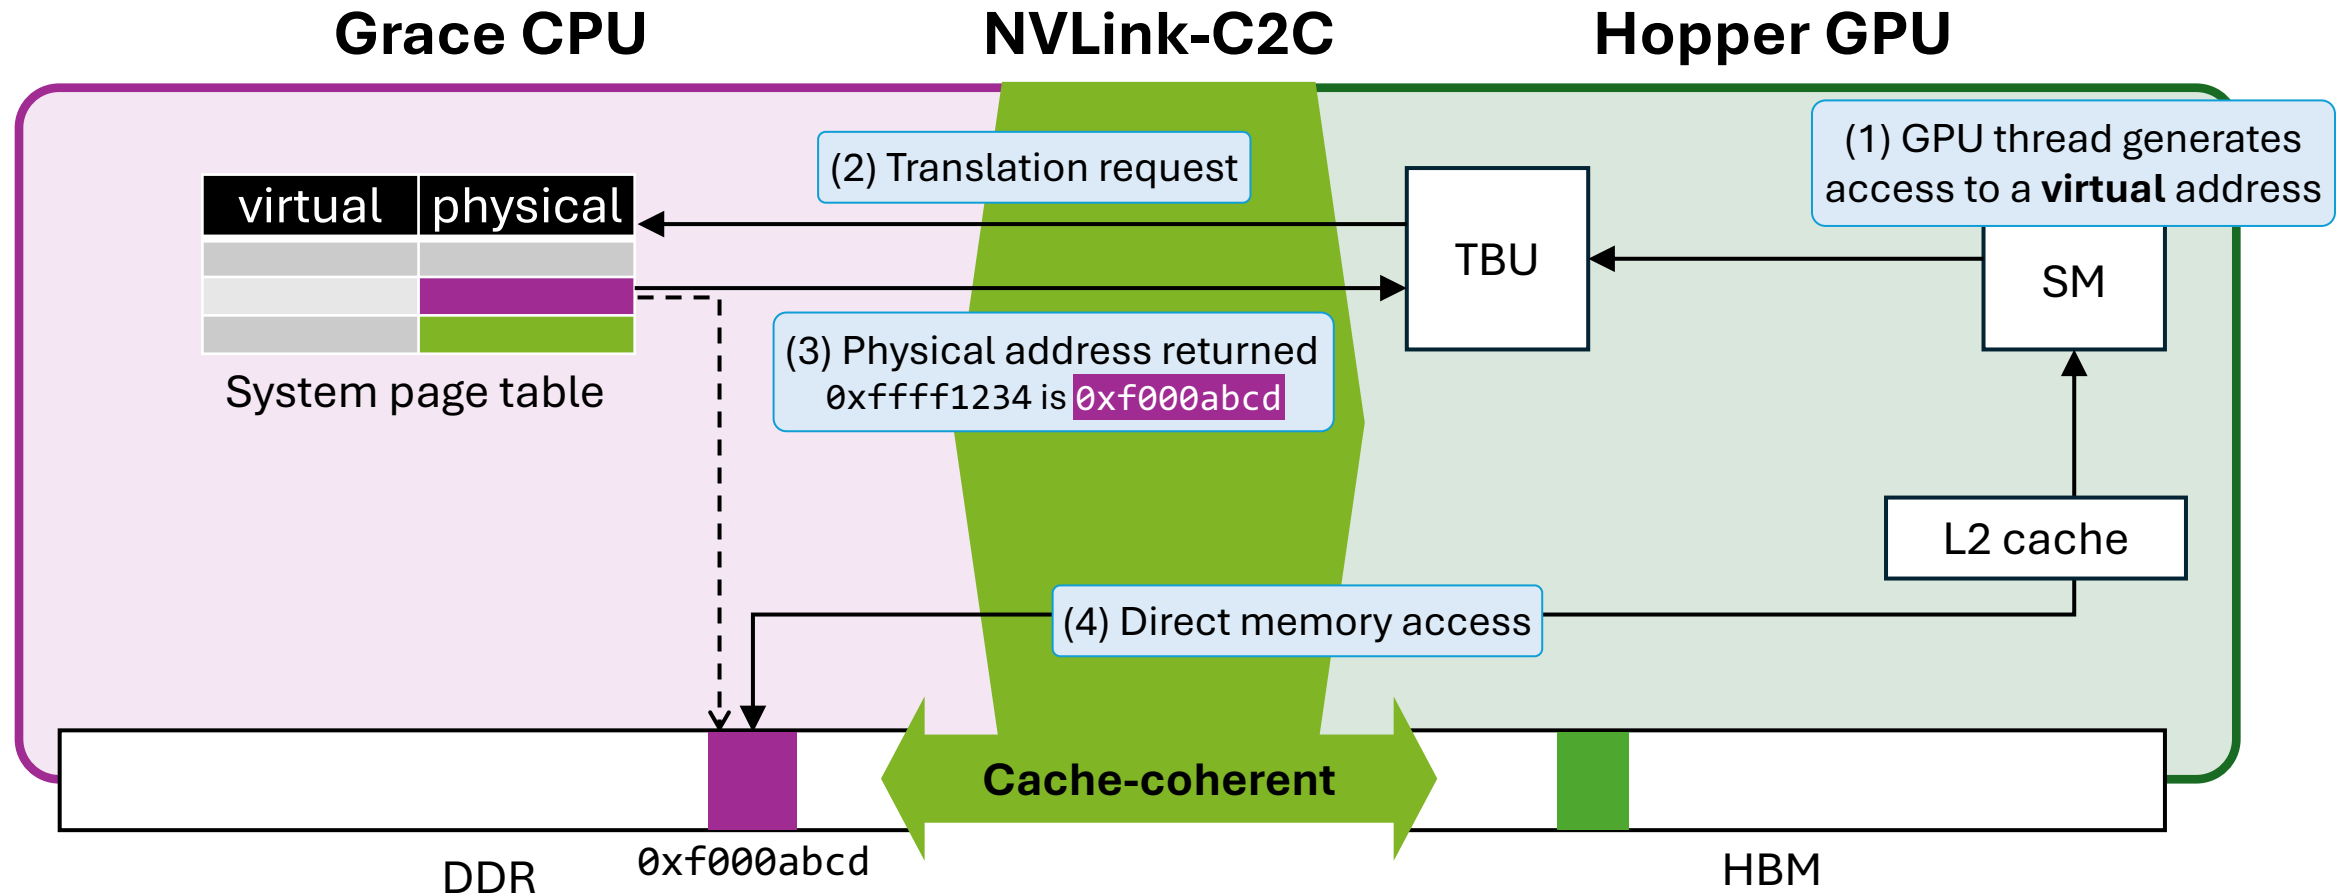 Grace CPU
NVLink-C2C
Hopper GPU
(1) GPU thread generates
access to a virtual address
(2) Translation request
virtual physical
TBU
SM
(3) Physical address returned
0xffff1234 is 0xf000abcd
System page table
L2 cache
(4) Direct memory access
Cache-coherent
0xf000abcd
DDR
HBM